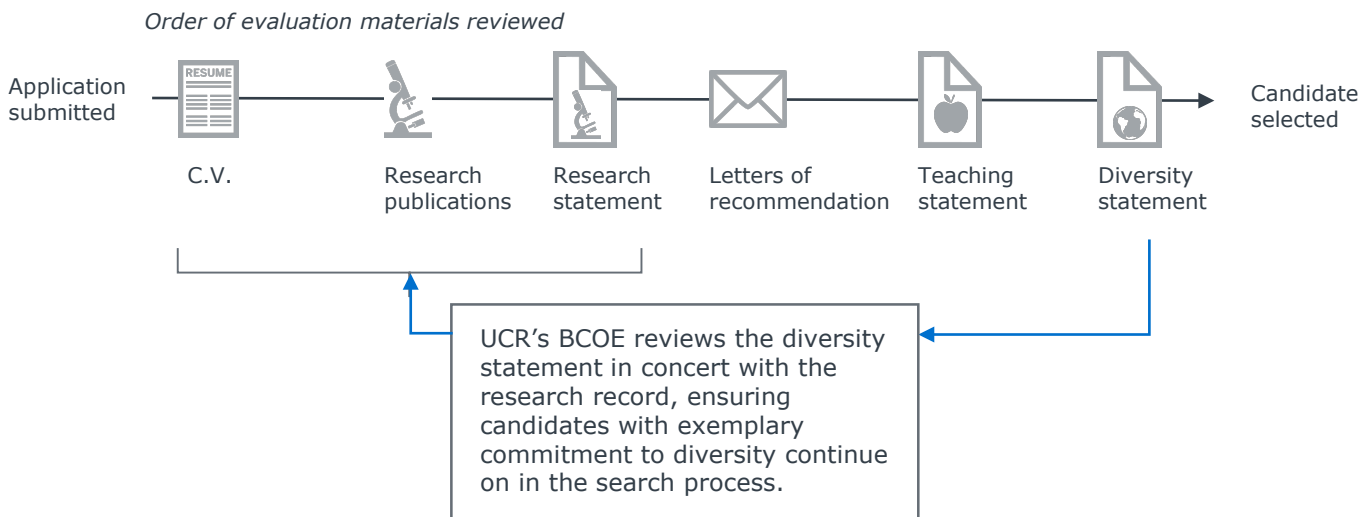 Order of evaluation materials reviewed
Application
submitted
RESUME
Candidate
selected
C.V.
Research
publications
Research
statement
Letters of
recommendation
Teaching
statement
Diversity
statement
UCR’s BCOE reviews the diversity
statement in concert with the
research record, ensuring
candidates with exemplary
commitment to diversity continue
on in the search process.